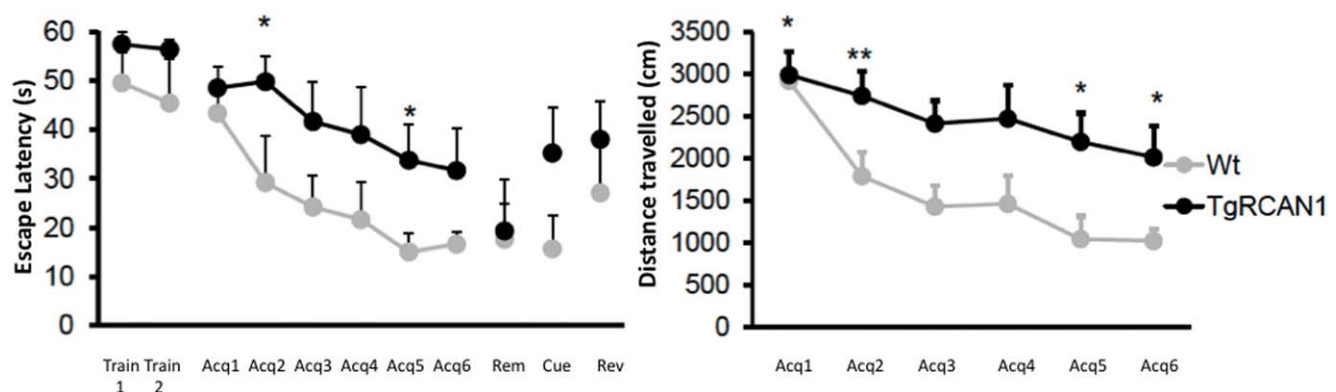 60
50
40
30
20
10
0
Escape Latency (s)
*
*
Train 1
Train 2
Acq1 Acq2 Acq3 Acq4 Acq5 Acq6 Rem Cue Rev
3500
3000
2500
2000
1500
1000
500
0
Distance travelled (cm)
*
**
*
*
Acq1 Acq2 Acq3 Acq4 Acq5 Acq6
Wt
TgRCAN1